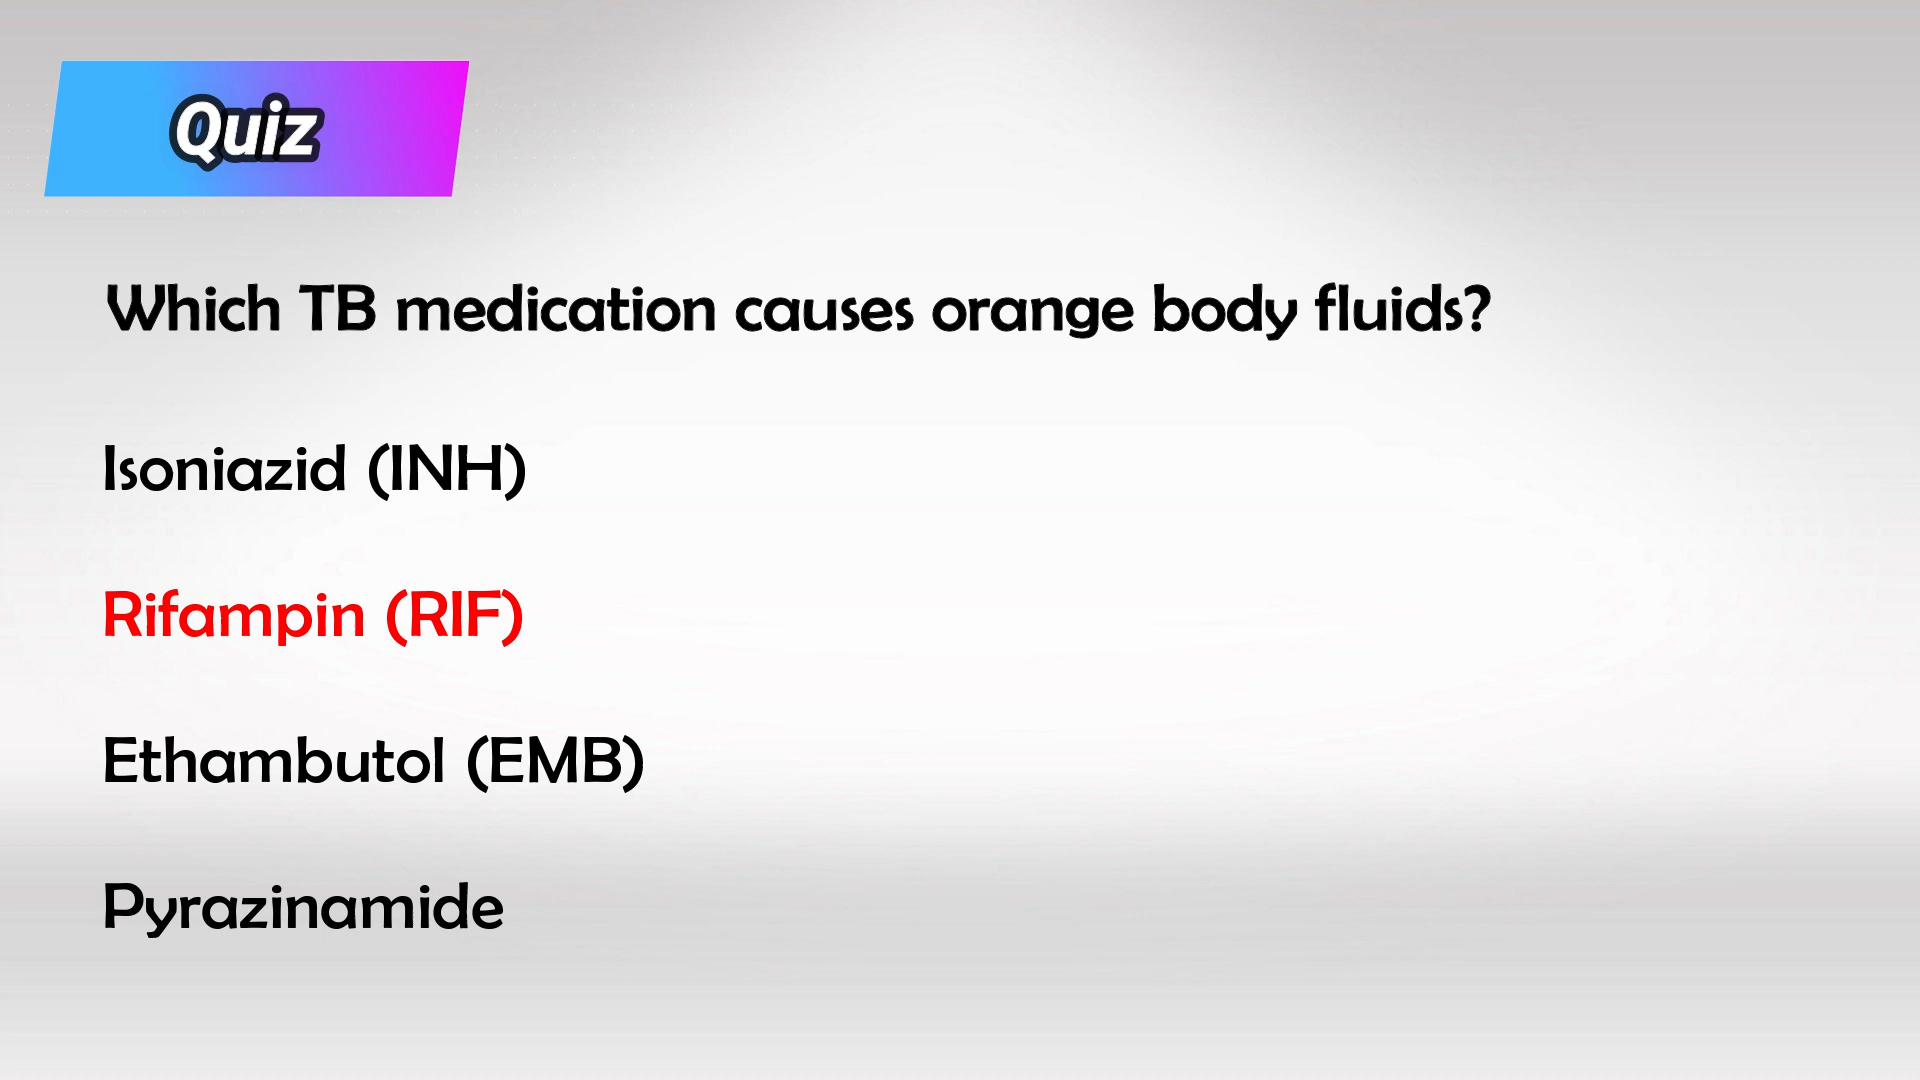 Quiz
Which TB medication causes orange body fluids?
Isoniazid (INH)
Rifampin (RIF)
Ethambutol (EMB)
Pyrazinamide